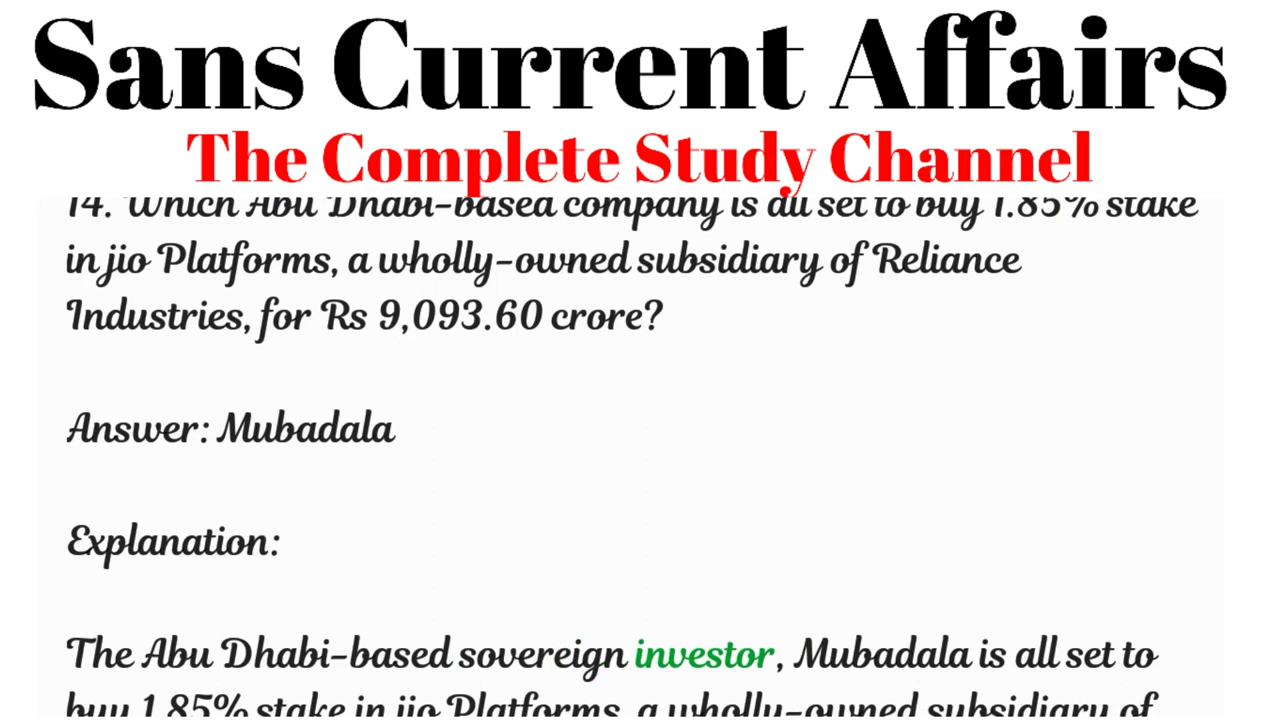 Sans Current Affairs
The Complete Study Channel
14. Which Abu Dhabi-based company is all set to buy 1.85% stake
in jio Platforms, a wholly-owned subsidiary of Reliance
Industries, for Rs 9,093.60 crore?
Answer: Mubadala
Explanation:
The Abu Dhabi-based sovereign investor, Mubadala is all set to
buy 1.85% stake in jio Platforms, a wholly-owned subsidiary of